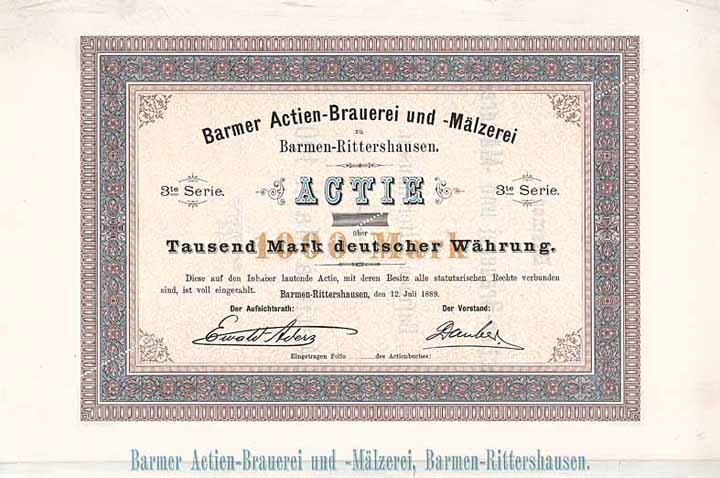 Barmer Actien-Brauerei und -Mälzerei
zu
Barmen-Rittershausen.
3te Serie. ACTIE 3te Serie.
über
1000 Mark
Tausend Mark deutscher Währung.
Diese auf den Inhaber lautende Actie, mit deren Besitz alle statutarischen Rechte verbunden
sind, ist voll eingezahlt. Barmen-Rittershausen, den 12. Juli 1889.
Der Aufsichtsrath: Der Vorstand:
Ewald Aders Dauber
Eingetragen Folio des Actienbuches:
Barmer Actien-Brauerei und -Mälzerei, Barmen-Rittershausen.